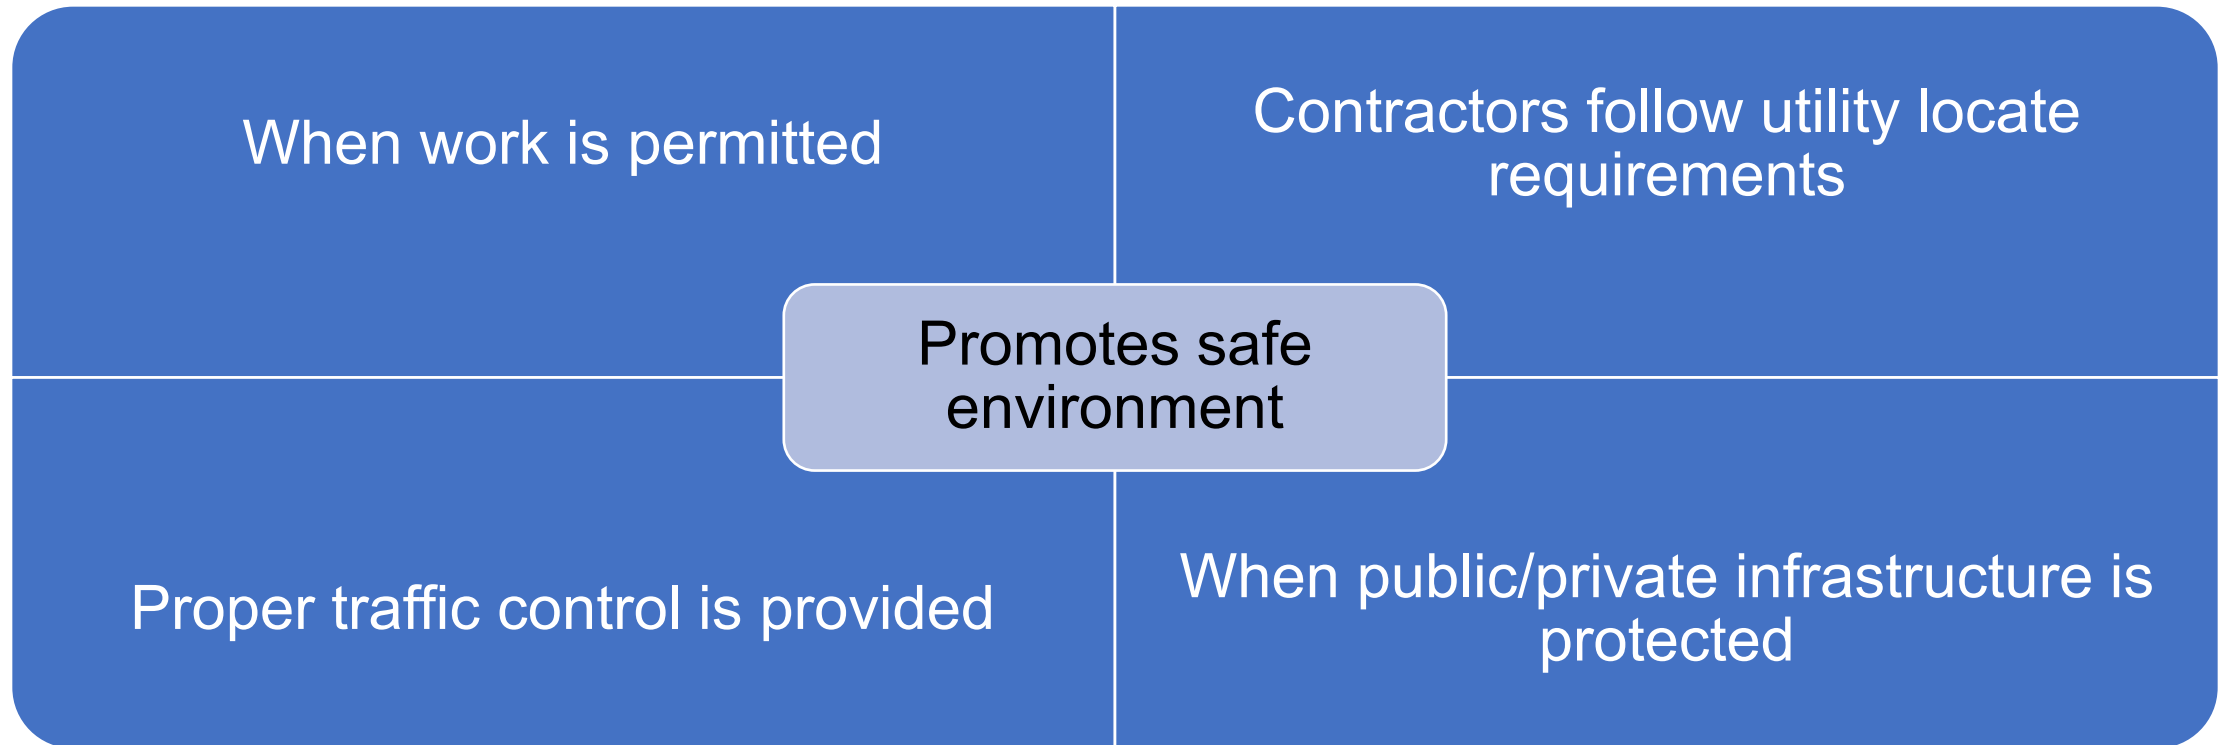 When work is permitted
Contractors follow utility locate
requirements
Promotes safe
environment
Proper traffic control is provided
When public/private infrastructure is
protected